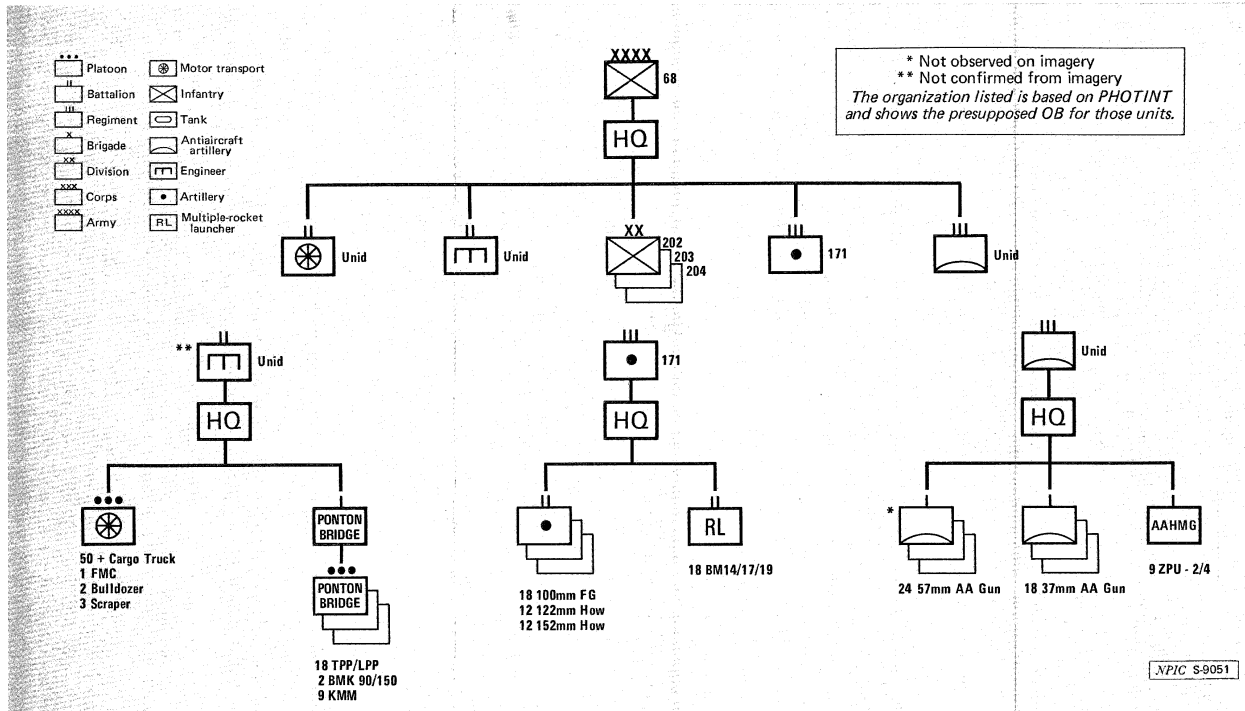 Platoon
Motor transport
Battalion
Infantry
Regiment
Tank
Brigade
Antiaircraft
artillery
Division
Engineer
Corps
Artillery
Army
RL
Multiple-rocket
launcher
* Not observed on imagery
** Not confirmed from imagery
The organization listed is based on PHOTINT
and shows the presupposed OB for those units.
XXXX
68
HQ
Unid
Unid
XX
202
203
204
171
Unid
**
Unid
HQ
50 + Cargo Truck
1 FMC
2 Bulldozer
3 Scraper
PONTON
BRIDGE
PONTON
BRIDGE
18 TPP/LPP
2 BMK 90/150
9 KMM
171
HQ
18 100mm FG
12 122mm How
12 152mm How
RL
18 BM14/17/19
Unid
HQ
*
24 57mm AA Gun
18 37mm AA Gun
AAHMG
9 ZPU - 2/4
NPIC S-9051